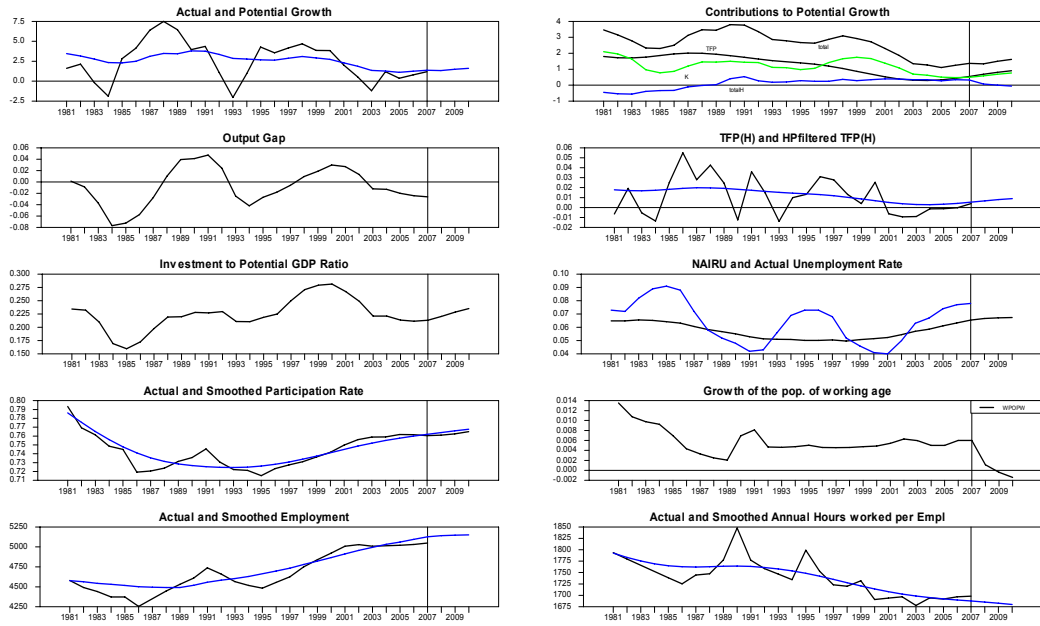 Actual and Potential Growth
7.5
5.0
2.5
0.0
-2.5
1981 1983 1985 1987 1989 1991 1993 1995 1997 1999 2001 2003 2005 2007 2009
Contributions to Potential Growth
4
3
2
1
0
-1
total
TFP
K
totalH
1981 1983 1985 1987 1989 1991 1993 1995 1997 1999 2001 2003 2005 2007 2009
Output Gap
0.06
0.04
0.02
0.00
-0.02
-0.04
-0.06
-0.08
1981 1983 1985 1987 1989 1991 1993 1995 1997 1999 2001 2003 2005 2007 2009
TFP(H) and HPfiltered TFP(H)
0.06
0.05
0.04
0.03
0.02
0.01
0.00
-0.01
-0.02
1981 1983 1985 1987 1989 1991 1993 1995 1997 1999 2001 2003 2005 2007 2009
Investment to Potential GDP Ratio
0.300
0.275
0.250
0.225
0.200
0.175
0.150
1981 1983 1985 1987 1989 1991 1993 1995 1997 1999 2001 2003 2005 2007 2009
NAIRU and Actual Unemployment Rate
0.10
0.09
0.08
0.07
0.06
0.05
0.04
1981 1983 1985 1987 1989 1991 1993 1995 1997 1999 2001 2003 2005 2007 2009
Actual and Smoothed Participation Rate
0.80
0.79
0.78
0.77
0.76
0.75
0.74
0.73
0.72
0.71
1981 1983 1985 1987 1989 1991 1993 1995 1997 1999 2001 2003 2005 2007 2009
Growth of the pop. of working age
0.014
0.012
0.010
0.008
0.006
0.004
0.002
0.000
-0.002
WPOPW
1981 1983 1985 1987 1989 1991 1993 1995 1997 1999 2001 2003 2005 2007 2009
Actual and Smoothed Employment
5250
5000
4750
4500
4250
1981 1983 1985 1987 1989 1991 1993 1995 1997 1999 2001 2003 2005 2007 2009
Actual and Smoothed Annual Hours worked per Empl
1850
1825
1800
1775
1750
1725
1700
1675
1981 1983 1985 1987 1989 1991 1993 1995 1997 1999 2001 2003 2005 2007 2009